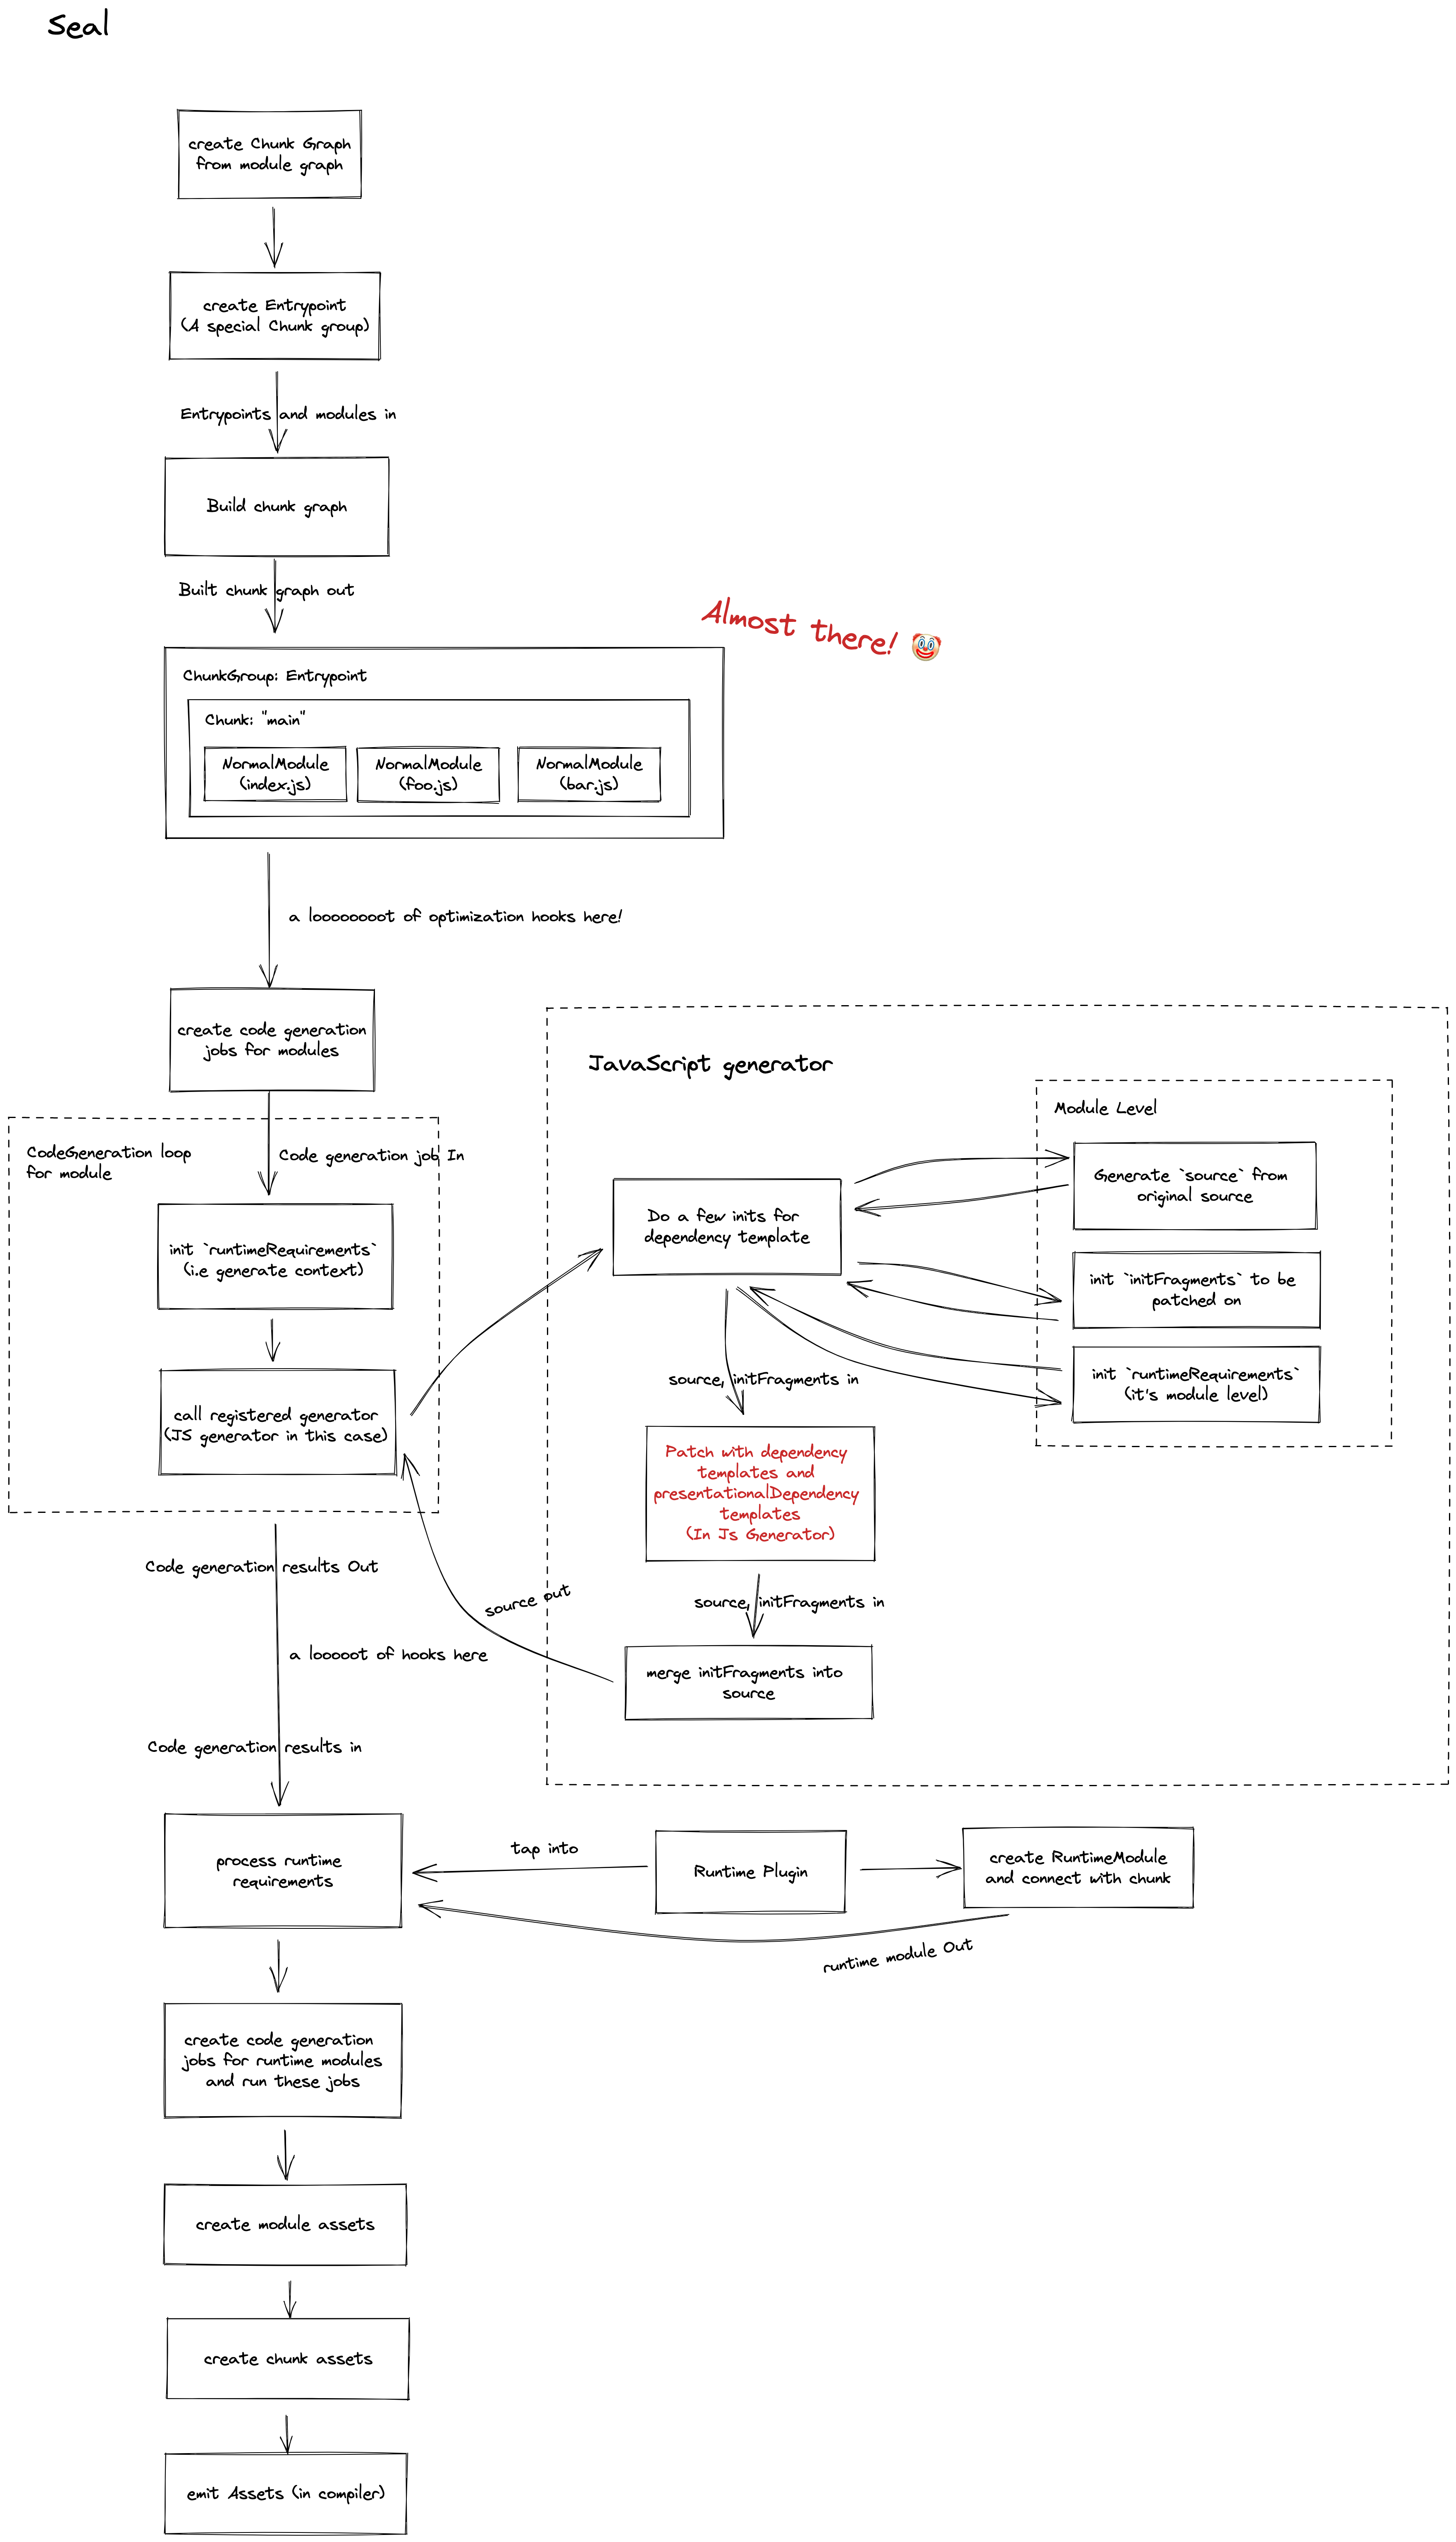 Seal
create Chunk Graph
from module graph
create Entrypoint
(A special Chunk group)
Entrypoints and modules in
Build chunk graph
Built chunk graph out
Almost there! 🤡
ChunkGroup: Entrypoint
Chunk: "main"
NormalModule
(index.js)
NormalModule
(foo.js)
NormalModule
(bar.js)
a looooooot of optimization hooks here!
create code generation
jobs for modules
CodeGeneration loop
for module
Code generation job In
init `runtimeRequirements`
(i.e generate context)
call registered generator
(JS generator in this case)
JavaScript generator
Module Level
Generate `source` from
original source
Do a few inits for
dependency template
init `initFragments` to be
patched on
init `runtimeRequirements`
(it's module level)
source, initFragments in
Patch with dependency
templates and
presentationalDependency
templates
(In Js Generator)
source, initFragments in
merge initFragments into
source
source out
Code generation results Out
a loooot of hooks here
Code generation results in
process runtime
requirements
tap into
Runtime Plugin
create RuntimeModule
and connect with chunk
runtime module Out
create code generation
jobs for runtime modules
and run these jobs
create module assets
create chunk assets
emit Assets (in compiler)